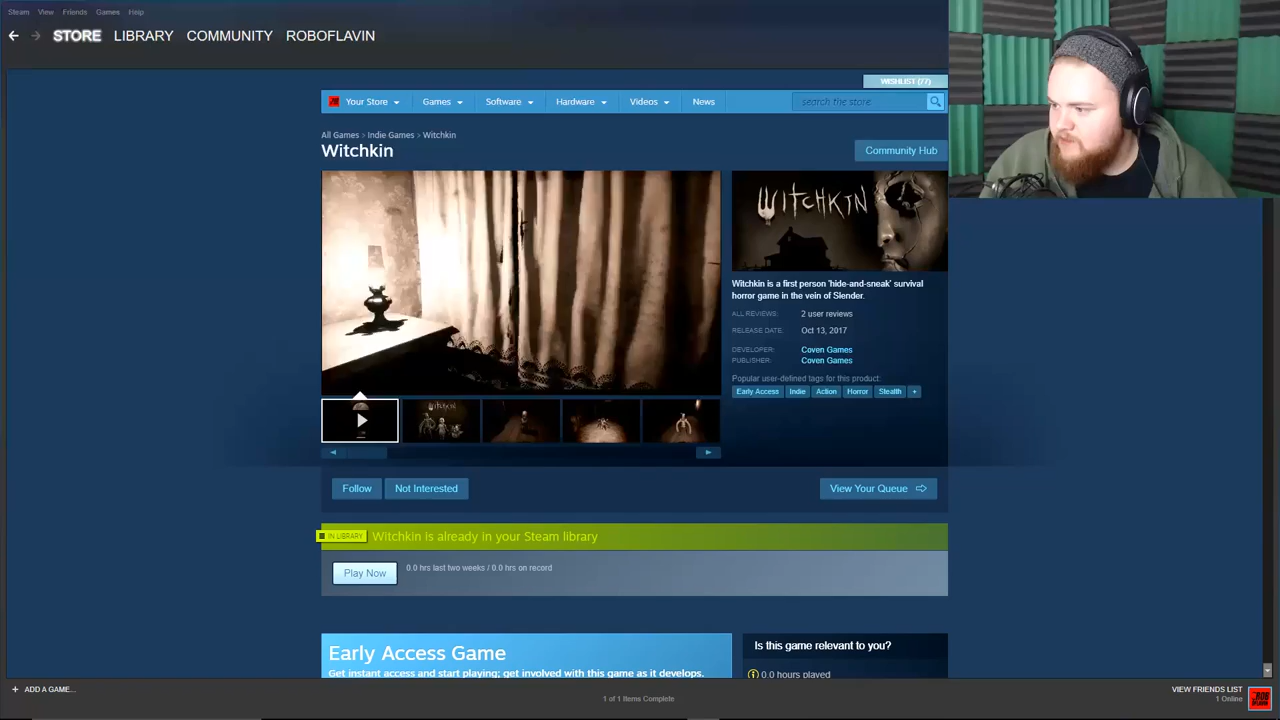 Steam View Friends Games Help
STORE LIBRARY COMMUNITY ROBOFLAVIN
WISHLIST (77)
Your Store Games Software Hardware Videos News search the store
All Games > Indie Games > Witchkin
Witchkin
Community Hub
WITCHKIN
Witchkin is a first person 'hide-and-sneak' survival
horror game in the vein of Slender.
ALL REVIEWS: 2 user reviews
RELEASE DATE: Oct 13, 2017
DEVELOPER: Coven Games
PUBLISHER: Coven Games
Popular user-defined tags for this product:
Early Access Indie Action Horror Stealth +
Follow Not Interested View Your Queue
IN LIBRARY Witchkin is already in your Steam library
Play Now 0.0 hrs last two weeks / 0.0 hrs on record
Early Access Game
Get instant access and start playing; get involved with this game as it develops.
Is this game relevant to you?
0.0 hours played
+ ADD A GAME...
1 of 1 Items Complete
VIEW FRIENDS LIST
1 Online